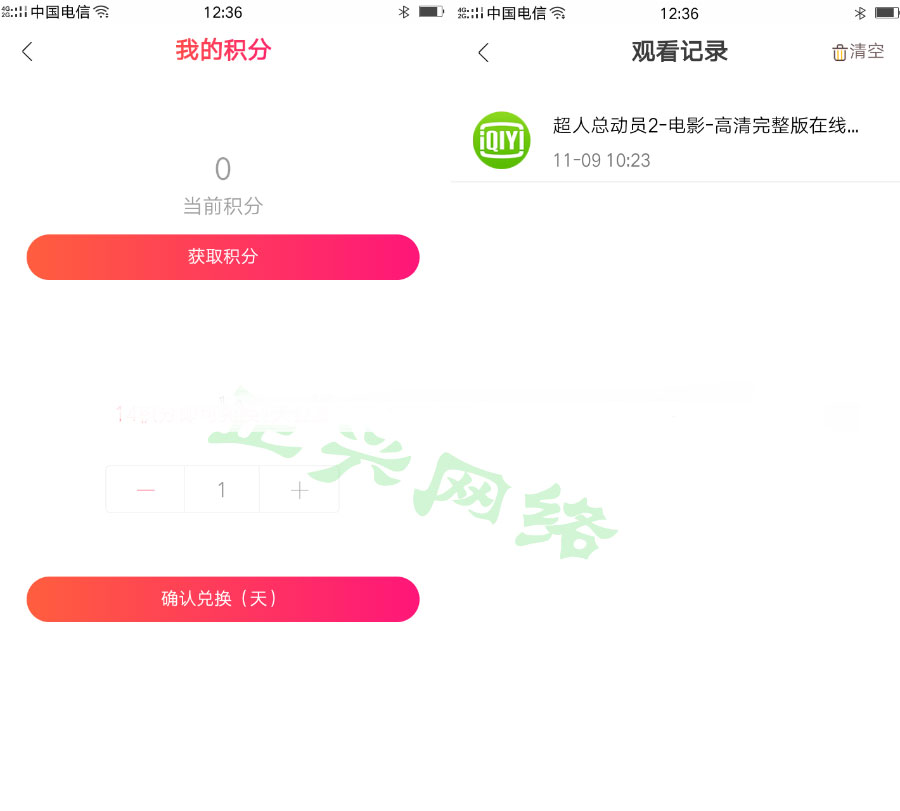 4G 2G 中国电信 12:36
我的积分
0
当前积分
获取积分
1
确认兑换（天）
4G 2G 中国电信 12:36
观看记录
清空
iQIYI
超人总动员2-电影-高清完整版在线...
11-09 10:23
兴网络